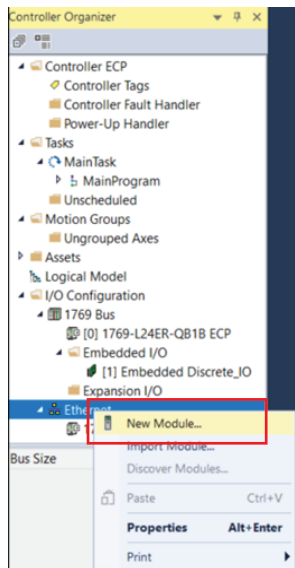 Controller Organizer
Controller ECP
Controller Tags
Controller Fault Handler
Power-Up Handler
Tasks
MainTask
MainProgram
Unscheduled
Motion Groups
Ungrouped Axes
Assets
Logical Model
I/O Configuration
1769 Bus
[0] 1769-L24ER-QB1B ECP
Embedded I/O
[1] Embedded Discrete_IO
Expansion I/O
Ethernet
New Module...
Import Module...
Discover Modules...
Bus Size
Paste Ctrl+V
Properties Alt+Enter
Print